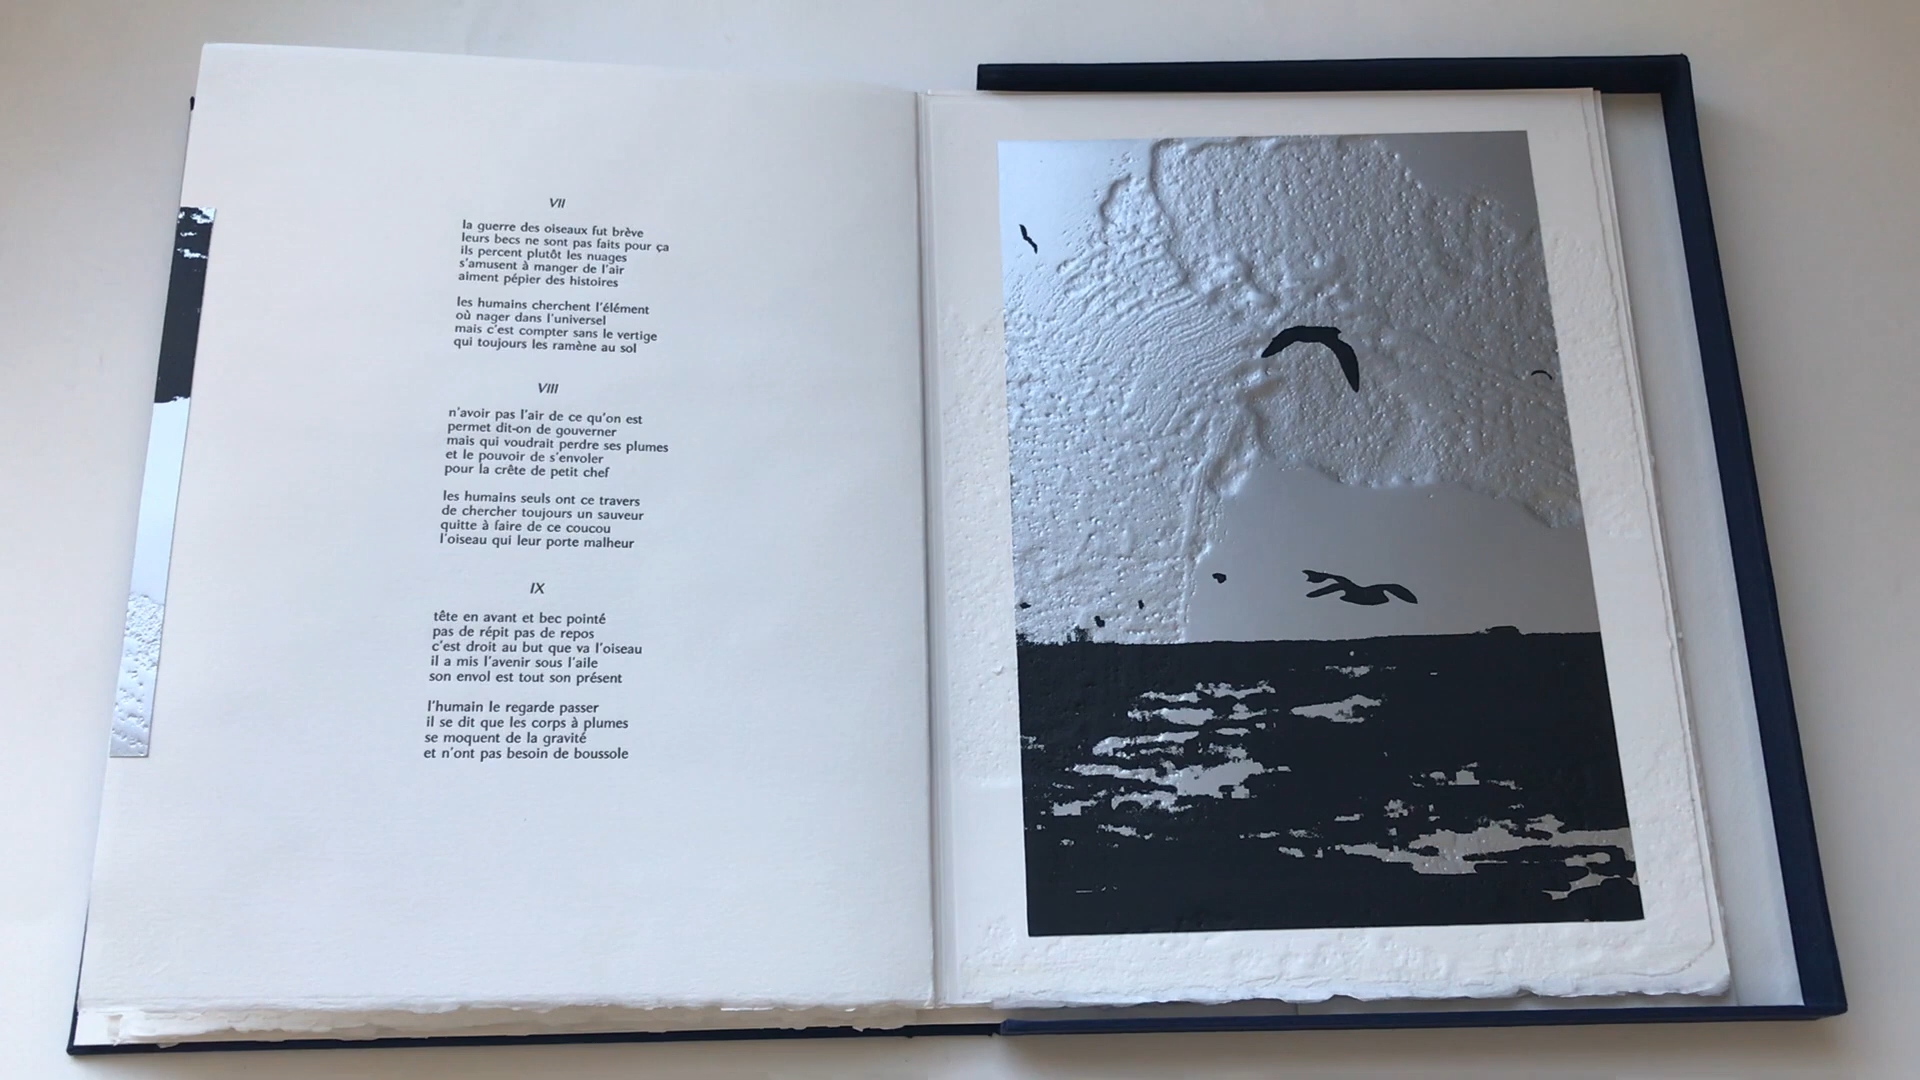 VII
la guerre des oiseaux fut brève
leurs becs ne sont pas faits pour ça
ils percent plutôt les nuages
s'amusent à manger de l'air
aiment pépier des histoires
les humains cherchent l'élément
où nager dans l'universel
mais c'est compter sans le vertige
qui toujours les ramène au sol
VIII
n'avoir pas l'air de ce qu'on est
permet dit-on de gouverner
mais qui voudrait perdre ses plumes
et le pouvoir de s'envoler
pour la crête de petit chef
les humains seuls ont ce travers
de chercher toujours un sauveur
quitte à faire de ce coucou
l'oiseau qui leur porte malheur
IX
tête en avant et bec pointé
pas de répit pas de repos
c'est droit au but que va l'oiseau
il a mis l'avenir sous l'aile
son envol est tout son présent
l'humain le regarde passer
il se dit que les corps à plumes
se moquent de la gravité
et n'ont pas besoin de boussole